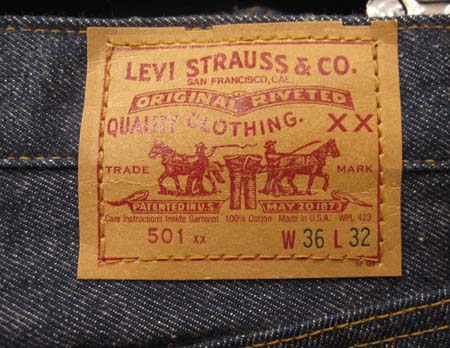 LEVI STRAUSS & CO.
SAN FRANCISCO, CAL.
ORIGINAL RIVETED
QUALITY CLOTHING. XX
TRADE MARK
PATENTED IN U.S. MAY 20 1873
Care Instructions Inside Garment 100% Cotton Made in U.S.A. WPL 423
501 XX W 36 L 32